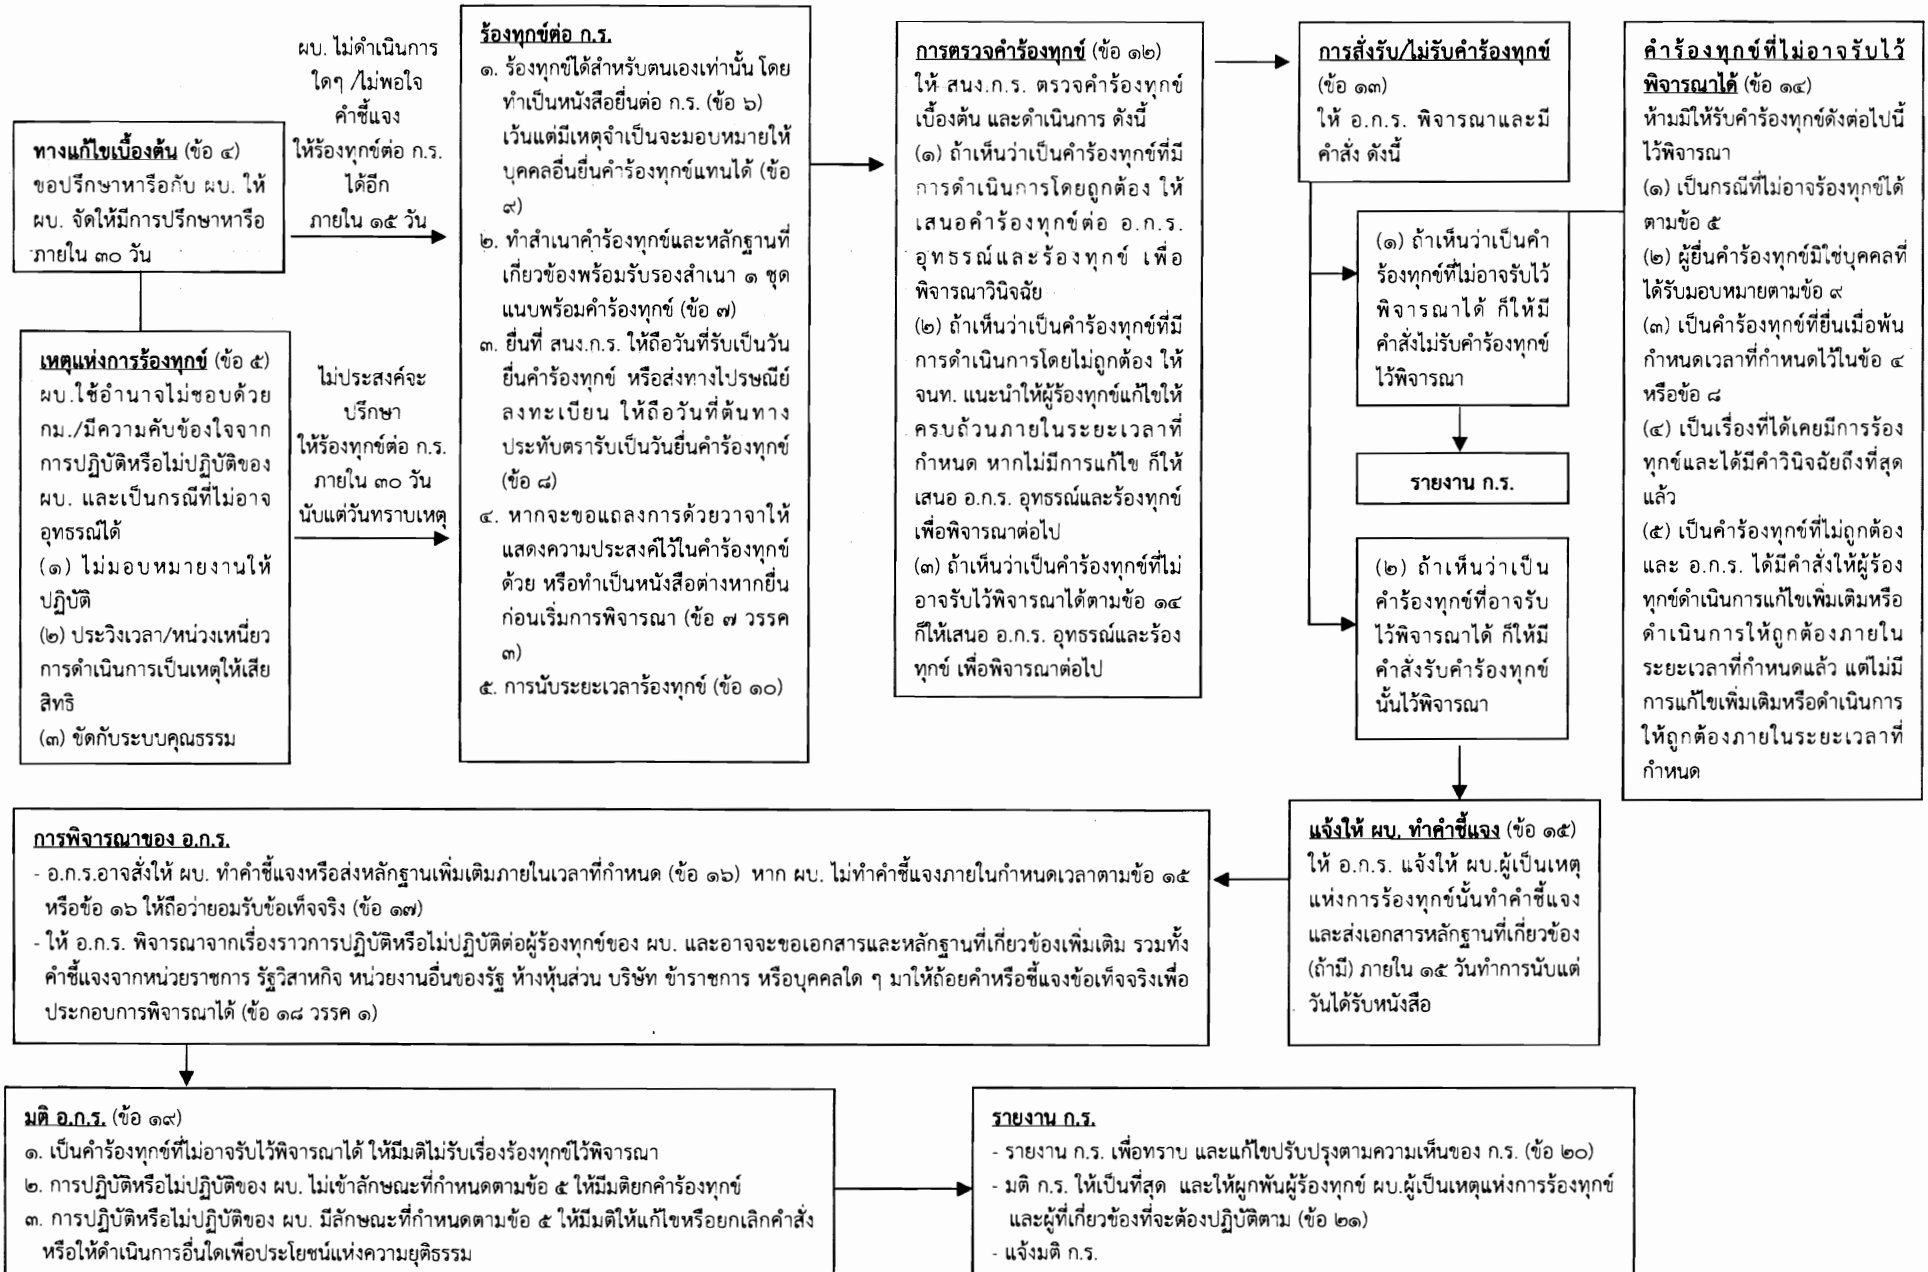 ทางแก้ไขเบื้องต้น (ข้อ ๔)
ขอปรึกษาหารือกับ ผบ. ให้
ผบ. จัดให้มีการปรึกษาหารือ
ภายใน ๓๐ วัน
เหตุแห่งการร้องทุกข์ (ข้อ ๕)
ผบ.ใช้อำนาจไม่ชอบด้วย
กม./มีความคับข้องใจจาก
การปฏิบัติหรือไม่ปฏิบัติของ
ผบ. และเป็นกรณีที่ไม่อาจ
อุทธรณ์ได้
(๑) ไม่มอบหมายงานให้
ปฏิบัติ
(๒) ประวิงเวลา/หน่วงเหนี่ยว
การดำเนินการเป็นเหตุให้เสีย
สิทธิ
(๓) ขัดกับระบบคุณธรรม
ผบ. ไม่ดำเนินการ
ใดๆ /ไม่พอใจ
คำชี้แจง
ให้ร้องทุกข์ต่อ ก.ร.
ได้อีก
ภายใน ๑๕ วัน
ไม่ประสงค์จะ
ปรึกษา
ให้ร้องทุกข์ต่อ ก.ร.
ภายใน ๓๐ วัน
นับแต่วันทราบเหตุ
ร้องทุกข์ต่อ ก.ร.
๑. ร้องทุกข์ได้สำหรับตนเองเท่านั้น โดย
ทำเป็นหนังสือยื่นต่อ ก.ร. (ข้อ ๖)
เว้นแต่มีเหตุจำเป็นจะมอบหมายให้
บุคคลอื่นยื่นคำร้องทุกข์แทนได้ (ข้อ
๙)
๒. ทำสำเนาคำร้องทุกข์และหลักฐานที่
เกี่ยวข้องพร้อมรับรองสำเนา ๑ ชุด
แนบพร้อมคำร้องทุกข์ (ข้อ ๗)
๓. ยื่นที่ สนง.ก.ร. ให้ถือวันที่รับเป็นวัน
ยื่นคำร้องทุกข์ หรือส่งทางไปรษณีย์
ลงทะเบียน ให้ถือวันที่ต้นทาง
ประทับตรารับเป็นวันยื่นคำร้องทุกข์
(ข้อ ๘)
๔. หากจะขอแถลงการด้วยวาจาให้
แสดงความประสงค์ไว้ในคำร้องทุกข์
ด้วย หรือทำเป็นหนังสือต่างหากยื่น
ก่อนเริ่มการพิจารณา (ข้อ ๗ วรรค
๓)
๕. การนับระยะเวลาร้องทุกข์ (ข้อ ๑๐)
การตรวจคำร้องทุกข์ (ข้อ ๑๒)
ให้ สนง.ก.ร. ตรวจคำร้องทุกข์
เบื้องต้น และดำเนินการ ดังนี้
(๑) ถ้าเห็นว่าเป็นคำร้องทุกข์ที่มี
การดำเนินการโดยถูกต้อง ให้
เสนอคำร้องทุกข์ต่อ อ.ก.ร.
อุทธรณ์และร้องทุกข์ เพื่อ
พิจารณาวินิจฉัย
(๒) ถ้าเห็นว่าเป็นคำร้องทุกข์ที่มี
การดำเนินการโดยไม่ถูกต้อง ให้
จนท. แนะนำให้ผู้ร้องทุกข์แก้ไขให้
ครบถ้วนภายในระยะเวลาที่
กำหนด หากไม่มีการแก้ไข ก็ให้
เสนอ อ.ก.ร. อุทธรณ์และร้องทุกข์
เพื่อพิจารณาต่อไป
(๓) ถ้าเห็นว่าเป็นคำร้องทุกข์ที่ไม่
อาจรับไว้พิจารณาได้ตามข้อ ๑๔
ก็ให้เสนอ อ.ก.ร. อุทธรณ์และร้อง
ทุกข์ เพื่อพิจารณาต่อไป
การสั่งรับ/ไม่รับคำร้องทุกข์
(ข้อ ๑๓)
ให้ อ.ก.ร. พิจารณาและมี
คำสั่ง ดังนี้
(๑) ถ้าเห็นว่าเป็นคำ
ร้องทุกข์ที่ไม่อาจรับไว้
พิจารณาได้ ก็ให้มี
คำสั่งไม่รับคำร้องทุกข์
ไว้พิจารณา
รายงาน ก.ร.
(๒) ถ้าเห็นว่าเป็น
คำร้องทุกข์ที่อาจรับ
ไว้พิจารณาได้ ก็ให้มี
คำสั่งรับคำร้องทุกข์
นั้นไว้พิจารณา
คำร้องทุกข์ที่ไม่อาจรับไว้
พิจารณาได้ (ข้อ ๑๔)
ห้ามมิให้รับคำร้องทุกข์ดังต่อไปนี้
ไว้พิจารณา
(๑) เป็นกรณีที่ไม่อาจร้องทุกข์ได้
ตามข้อ ๕
(๒) ผู้ยื่นคำร้องทุกข์มิใช่บุคคลที่
ได้รับมอบหมายตามข้อ ๙
(๓) เป็นคำร้องทุกข์ที่ยื่นเมื่อพ้น
กำหนดเวลาที่กำหนดไว้ในข้อ ๔
หรือข้อ ๘
(๔) เป็นเรื่องที่ได้เคยมีการร้อง
ทุกข์และได้มีคำวินิจฉัยถึงที่สุด
แล้ว
(๕) เป็นคำร้องทุกข์ที่ไม่ถูกต้อง
และ อ.ก.ร. ได้มีคำสั่งให้ผู้ร้อง
ทุกข์ดำเนินการแก้ไขเพิ่มเติมหรือ
ดำเนินการให้ถูกต้องภายใน
ระยะเวลาที่กำหนดแล้ว แต่ไม่มี
การแก้ไขเพิ่มเติมหรือดำเนินการ
ให้ถูกต้องภายในระยะเวลาที่
กำหนด
แจ้งให้ ผบ. ทำคำชี้แจง (ข้อ ๑๕)
ให้ อ.ก.ร. แจ้งให้ ผบ.ผู้เป็นเหตุ
แห่งการร้องทุกข์นั้นทำคำชี้แจง
และส่งเอกสารหลักฐานที่เกี่ยวข้อง
(ถ้ามี) ภายใน ๑๕ วันทำการนับแต่
วันได้รับหนังสือ
การพิจารณาของ อ.ก.ร.
- อ.ก.ร.อาจสั่งให้ ผบ. ทำคำชี้แจงหรือส่งหลักฐานเพิ่มเติมภายในเวลาที่กำหนด (ข้อ ๑๖) หาก ผบ. ไม่ทำคำชี้แจงภายในกำหนดเวลาตามข้อ ๑๕
หรือข้อ ๑๖ ให้ถือว่ายอมรับข้อเท็จจริง (ข้อ ๑๗)
- ให้ อ.ก.ร. พิจารณาจากเรื่องราวการปฏิบัติหรือไม่ปฏิบัติต่อผู้ร้องทุกข์ของ ผบ. และอาจจะขอเอกสารและหลักฐานที่เกี่ยวข้องเพิ่มเติม รวมทั้ง
คำชี้แจงจากหน่วยราชการ รัฐวิสาหกิจ หน่วยงานอื่นของรัฐ ห้างหุ้นส่วน บริษัท ข้าราชการ หรือบุคคลใด ๆ มาให้ถ้อยคำหรือชี้แจงข้อเท็จจริงเพื่อ
ประกอบการพิจารณาได้ (ข้อ ๑๘ วรรค ๑)
มติ อ.ก.ร. (ข้อ ๑๙)
๑. เป็นคำร้องทุกข์ที่ไม่อาจรับไว้พิจารณาได้ ให้มีมติไม่รับเรื่องร้องทุกข์ไว้พิจารณา
๒. การปฏิบัติหรือไม่ปฏิบัติของ ผบ. ไม่เข้าลักษณะที่กำหนดตามข้อ ๕ ให้มีมติยกคำร้องทุกข์
๓. การปฏิบัติหรือไม่ปฏิบัติของ ผบ. มีลักษณะที่กำหนดตามข้อ ๕ ให้มีมติให้แก้ไขหรือยกเลิกคำสั่ง
หรือให้ดำเนินการอื่นใดเพื่อประโยชน์แห่งความยุติธรรม
รายงาน ก.ร.
- รายงาน ก.ร. เพื่อทราบ และแก้ไขปรับปรุงตามความเห็นของ ก.ร. (ข้อ ๒๐)
- มติ ก.ร. ให้เป็นที่สุด และให้ผูกพันผู้ร้องทุกข์ ผบ.ผู้เป็นเหตุแห่งการร้องทุกข์
และผู้ที่เกี่ยวข้องที่จะต้องปฏิบัติตาม (ข้อ ๒๑)
- แจ้งมติ ก.ร.